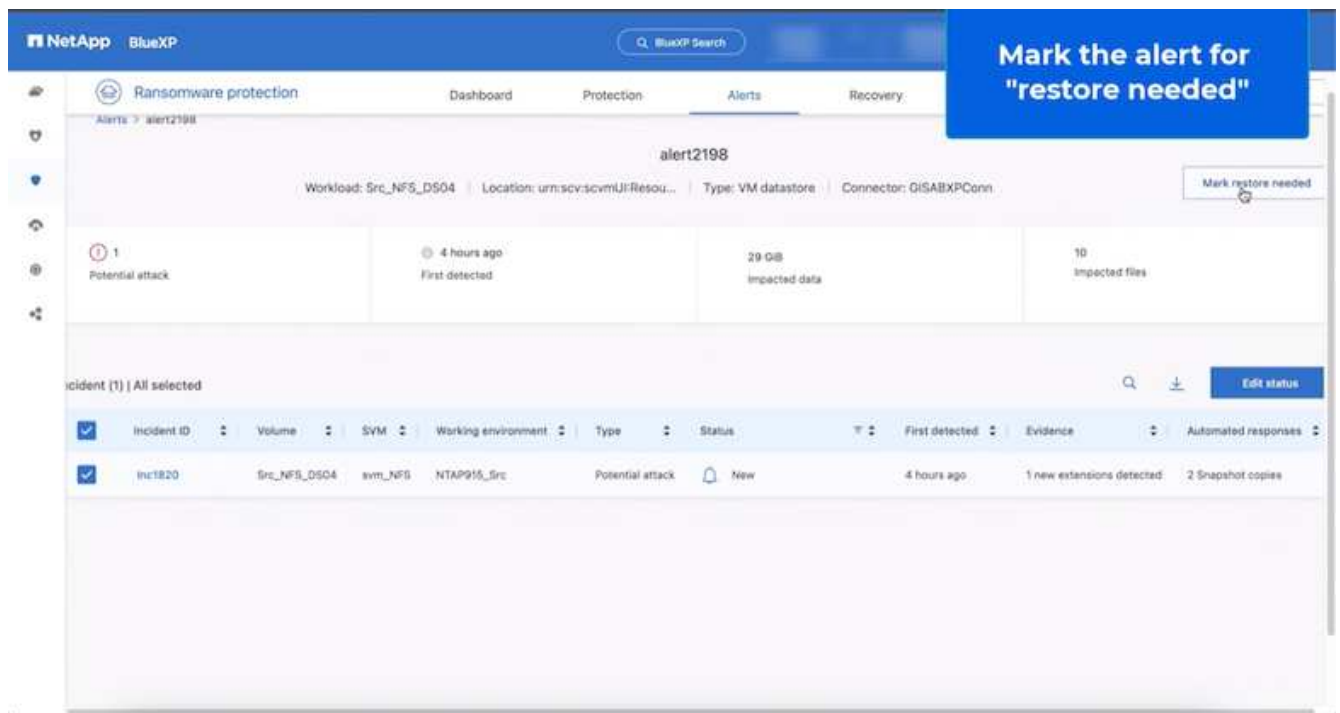 NetApp BlueXP
BlueXP Search
Mark the alert for
"restore needed"
Ransomware protection
Dashboard Protection Alerts Recovery
Alerts > alert2198
alert2198
Workload: Src_NFS_DS04 | Location: urn:scv:scvmUI:Resou... | Type: VM datastore | Connector: GISABXPConn
Mark restore needed
1
Potential attack
4 hours ago
First detected
29 GiB
Impacted data
10
Impacted files
cident (1) | All selected
Edit status
Incident ID Volume SVM Working environment Type Status First detected Evidence Automated responses
Inc1820 Src_NFS_DS04 svm_NFS NTAP915_Src Potential attack New 4 hours ago 1 new extensions detected 2 Snapshot copies